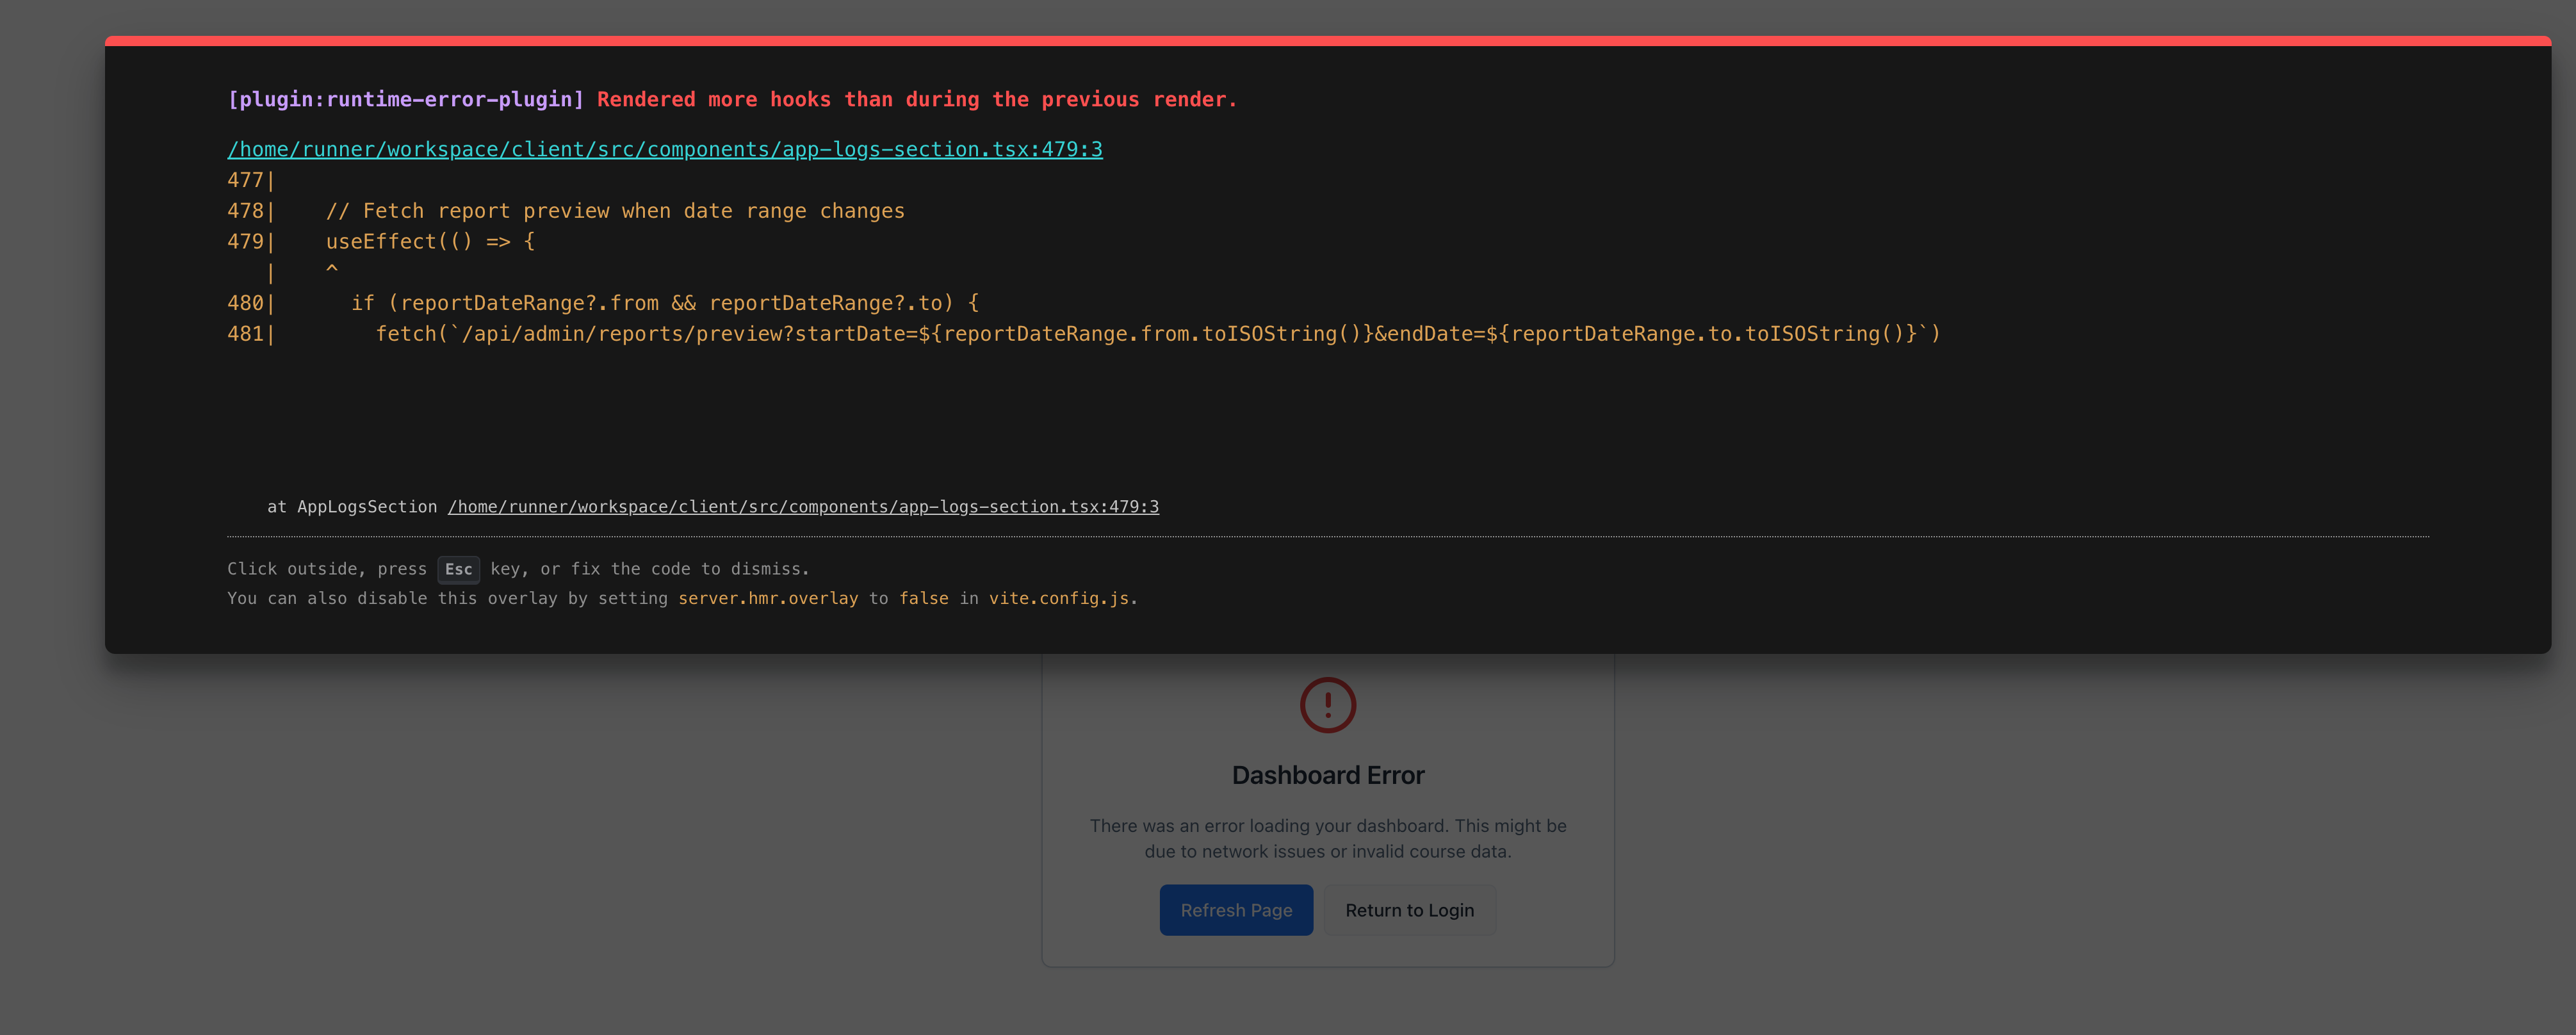 [plugin:runtime-error-plugin] Rendered more hooks than during the previous render.
/home/runner/workspace/client/src/components/app-logs-section.tsx:479:3
477|
478|    // Fetch report preview when date range changes
479|    useEffect(() => {
   |    ^
480|      if (reportDateRange?.from && reportDateRange?.to) {
481|        fetch(`/api/admin/reports/preview?startDate=${reportDateRange.from.toISOString()}&endDate=${reportDateRange.to.toISOString()}`)
at AppLogsSection /home/runner/workspace/client/src/components/app-logs-section.tsx:479:3
Click outside, press Esc key, or fix the code to dismiss.
You can also disable this overlay by setting server.hmr.overlay to false in vite.config.js.
Dashboard Error
There was an error loading your dashboard. This might be
due to network issues or invalid course data.
Refresh Page
Return to Login